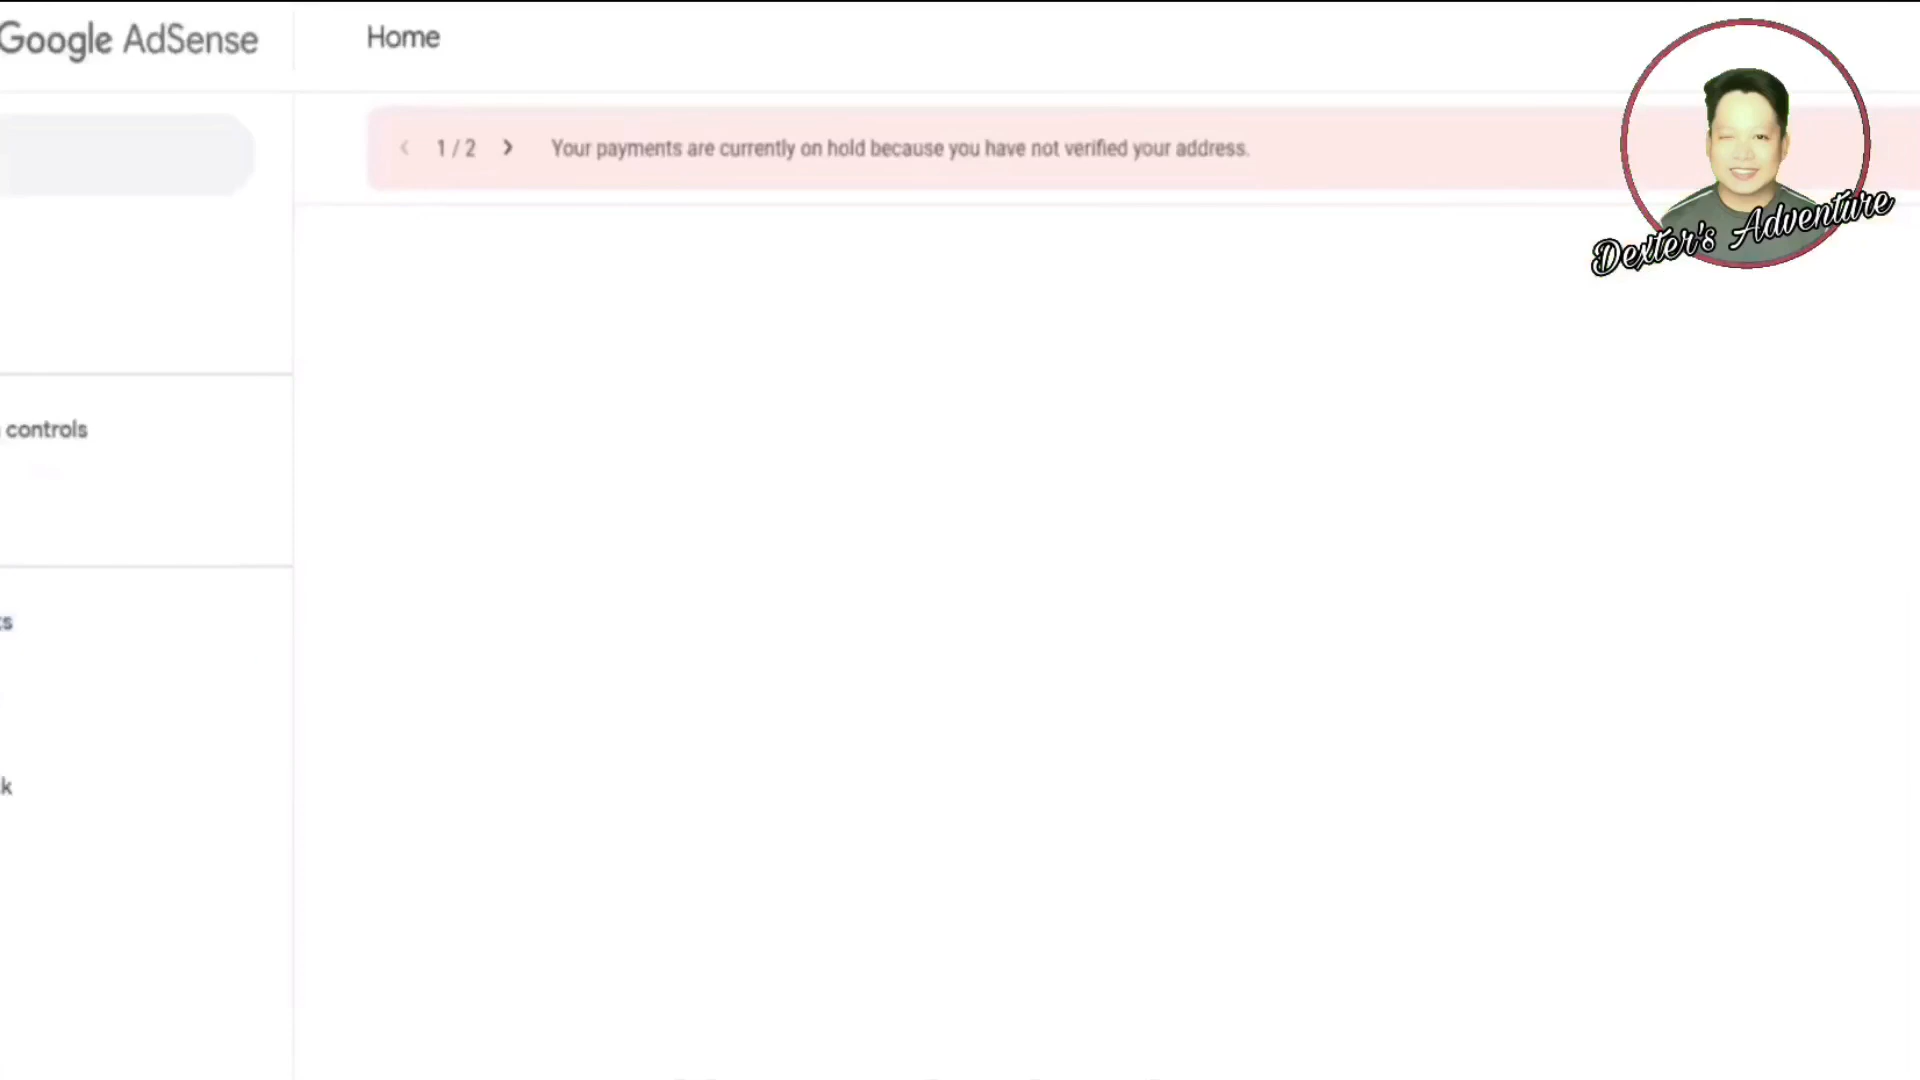 Google AdSense
Home
1 / 2
Your payments are currently on hold because you have not verified your address.
Dexter's Adventure
controls
ts
k